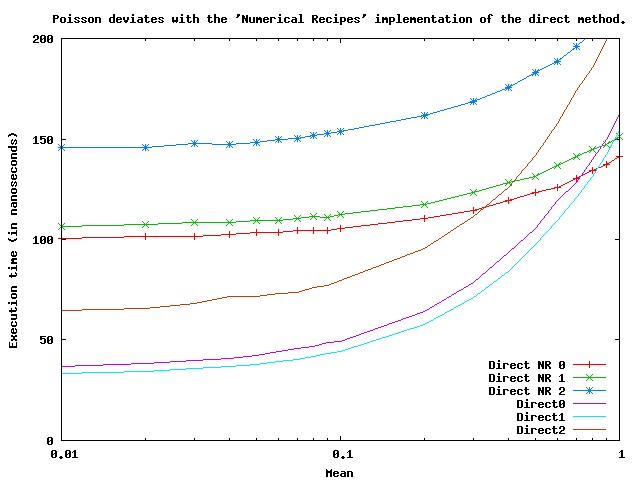 Poisson deviates with the 'Numerical Recipes' implementation of the direct method.
200
150
100
50
0
Execution time (in nanoseconds)
Direct NR 0
Direct NR 1
Direct NR 2
Direct0
Direct1
Direct2
0.01 0.1 1
Mean